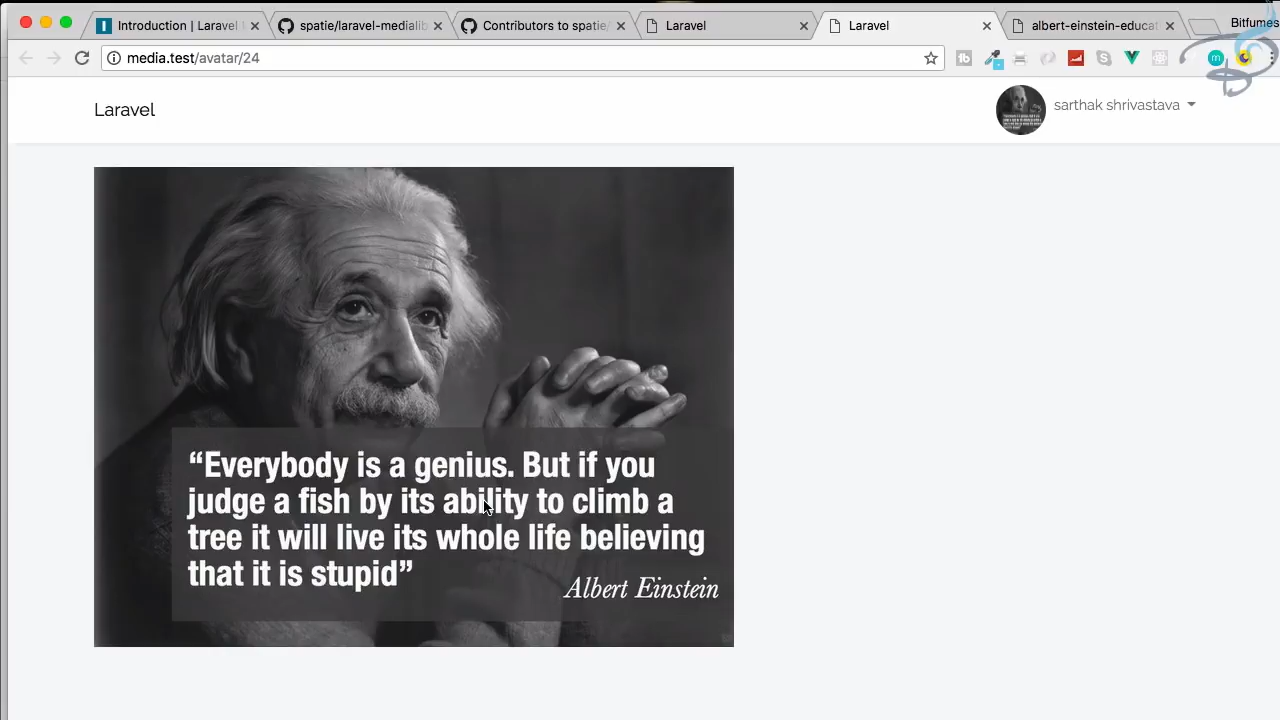 Introduction | Laravel
spatie/laravel-medialib
Contributors to spatie/
Laravel
Laravel
albert-einstein-educat
Bitfumes
media.test/avatar/24
Laravel
sarthak shrivastava
“Everybody is a genius. But if you
judge a fish by its ability to climb a
tree it will live its whole life believing
that it is stupid”
Albert Einstein